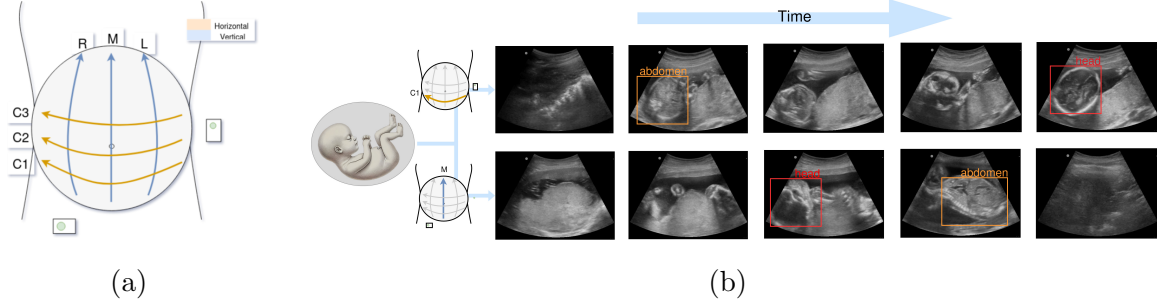 R M L
Horizontal
Vertical
C3
C2
C1
(a)
Time
C1
abdomen
head
M
head
abdomen
(b)